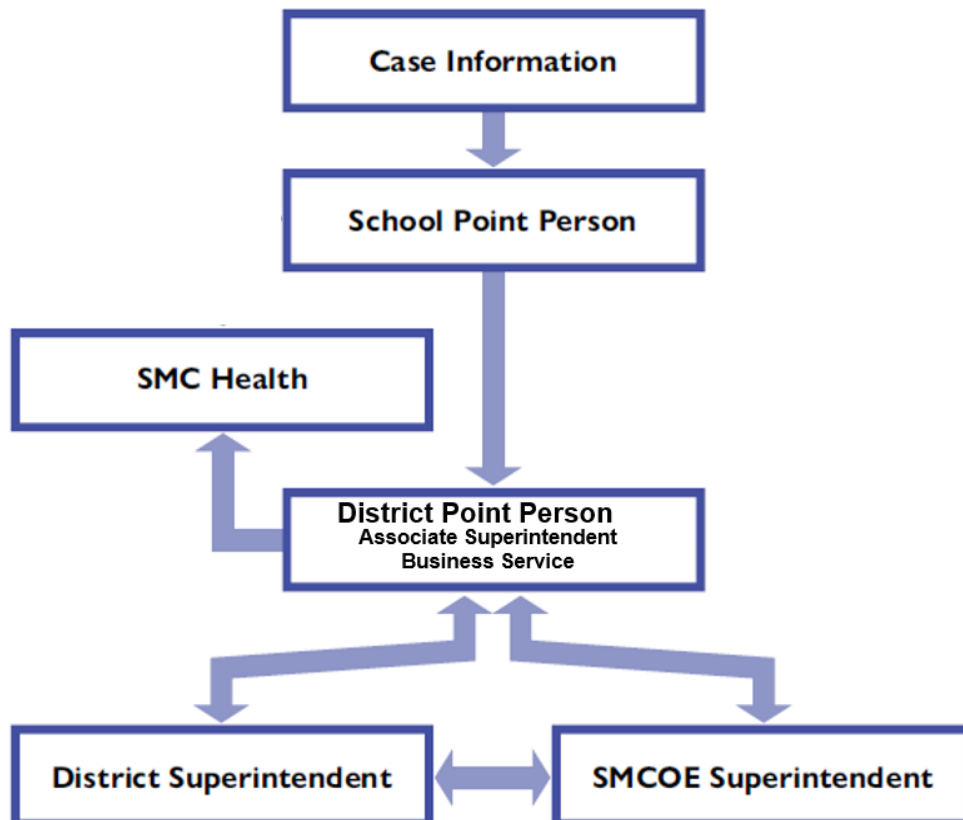 Case Information
School Point Person
SMC Health
District Point Person
Associate Superintendent
Business Service
District Superintendent
SMCOE Superintendent